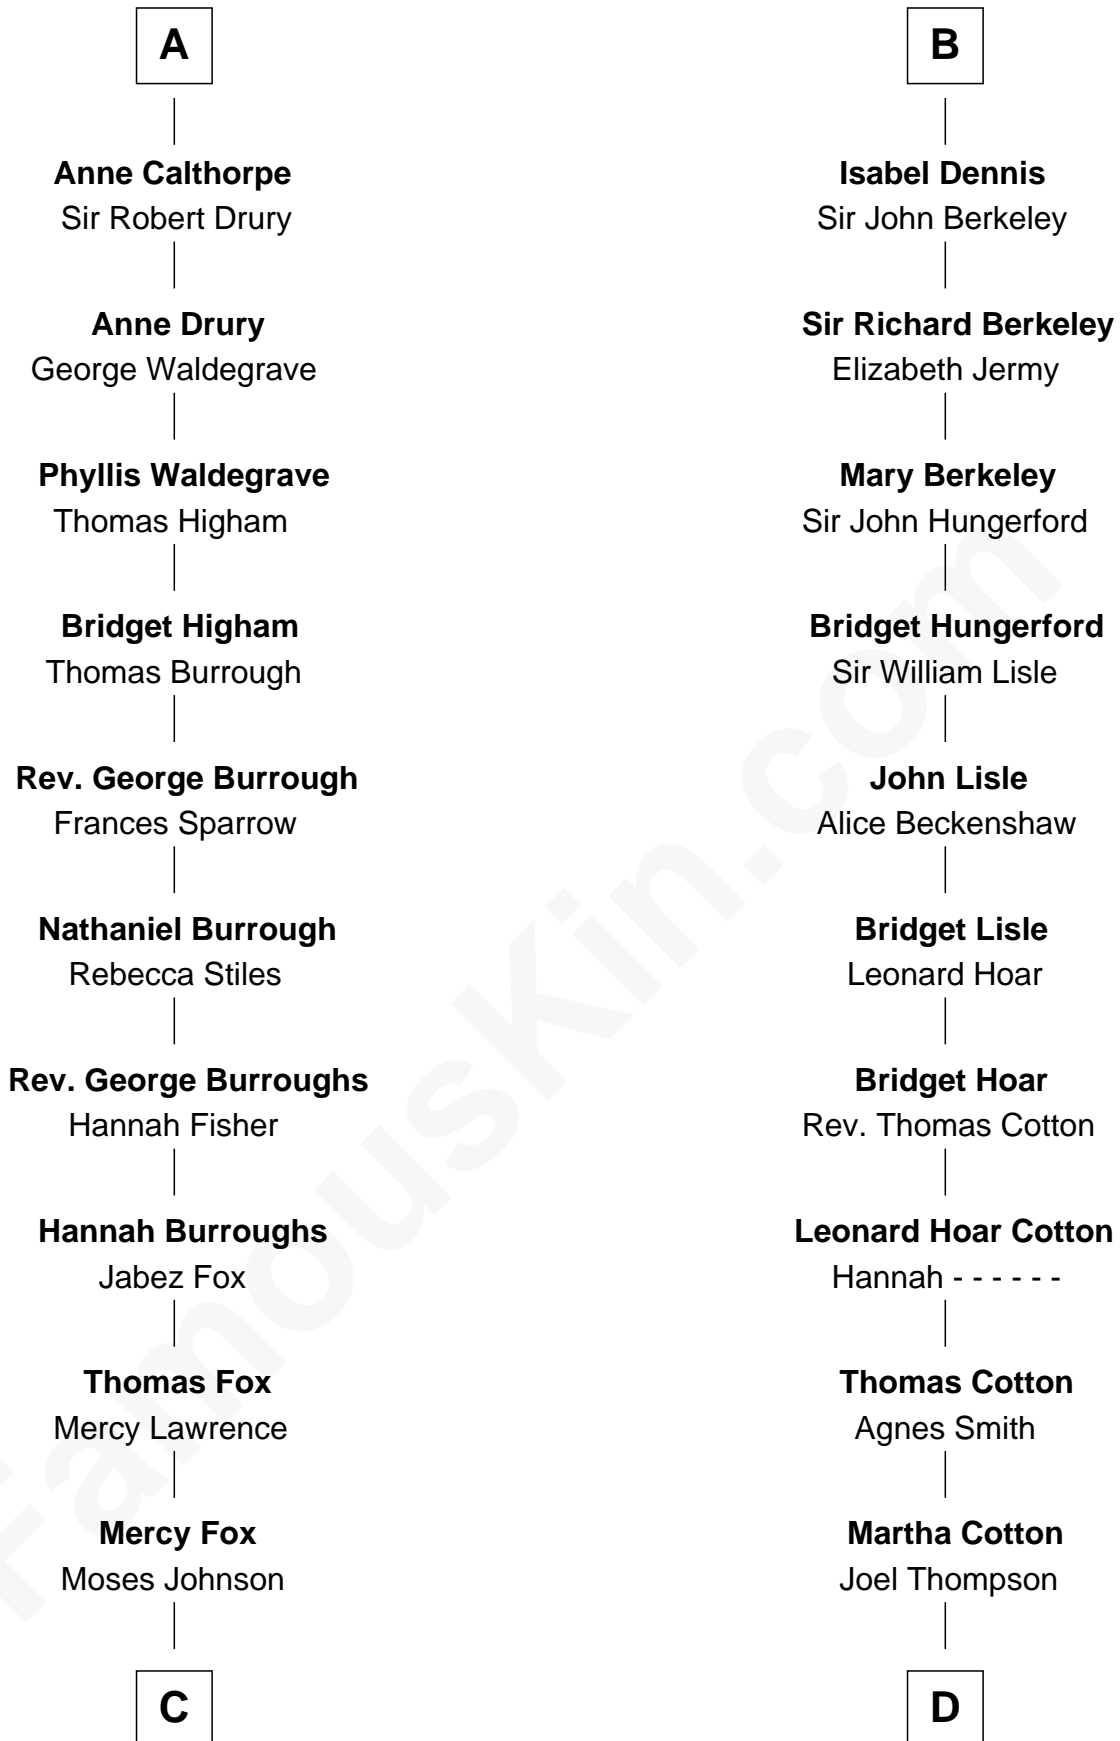 A
Anne Calthorpe
Sir Robert Drury
Anne Drury
George Waldegrave
Phyllis Waldegrave
Thomas Higham
Bridget Higham
Thomas Burrough
Rev. George Burrough
Frances Sparrow
Nathaniel Burrough
Rebecca Stiles
Rev. George Burroughs
Hannah Fisher
Hannah Burroughs
Jabez Fox
Thomas Fox
Mercy Lawrence
Mercy Fox
Moses Johnson
C
B
Isabel Dennis
Sir John Berkeley
Sir Richard Berkeley
Elizabeth Jermy
Mary Berkeley
Sir John Hungerford
Bridget Hungerford
Sir William Lisle
John Lisle
Alice Beckenshaw
Bridget Lisle
Leonard Hoar
Bridget Hoar
Rev. Thomas Cotton
Leonard Hoar Cotton
Hannah - - - - - -
Thomas Cotton
Agnes Smith
Martha Cotton
Joel Thompson
D
FamousKin.com